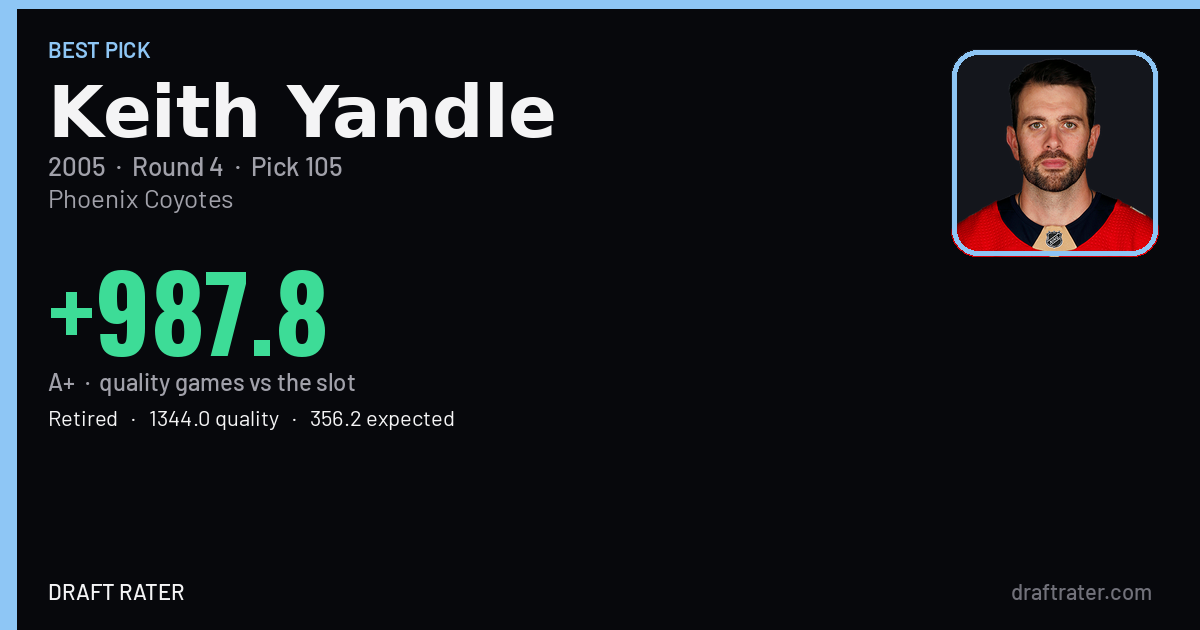 BEST PICK
Keith Yandle
2005 · Round 4 · Pick 105
Phoenix Coyotes
+987.8
A+ · quality games vs the slot
Retired · 1344.0 quality · 356.2 expected
DRAFT RATER
draftrater.com